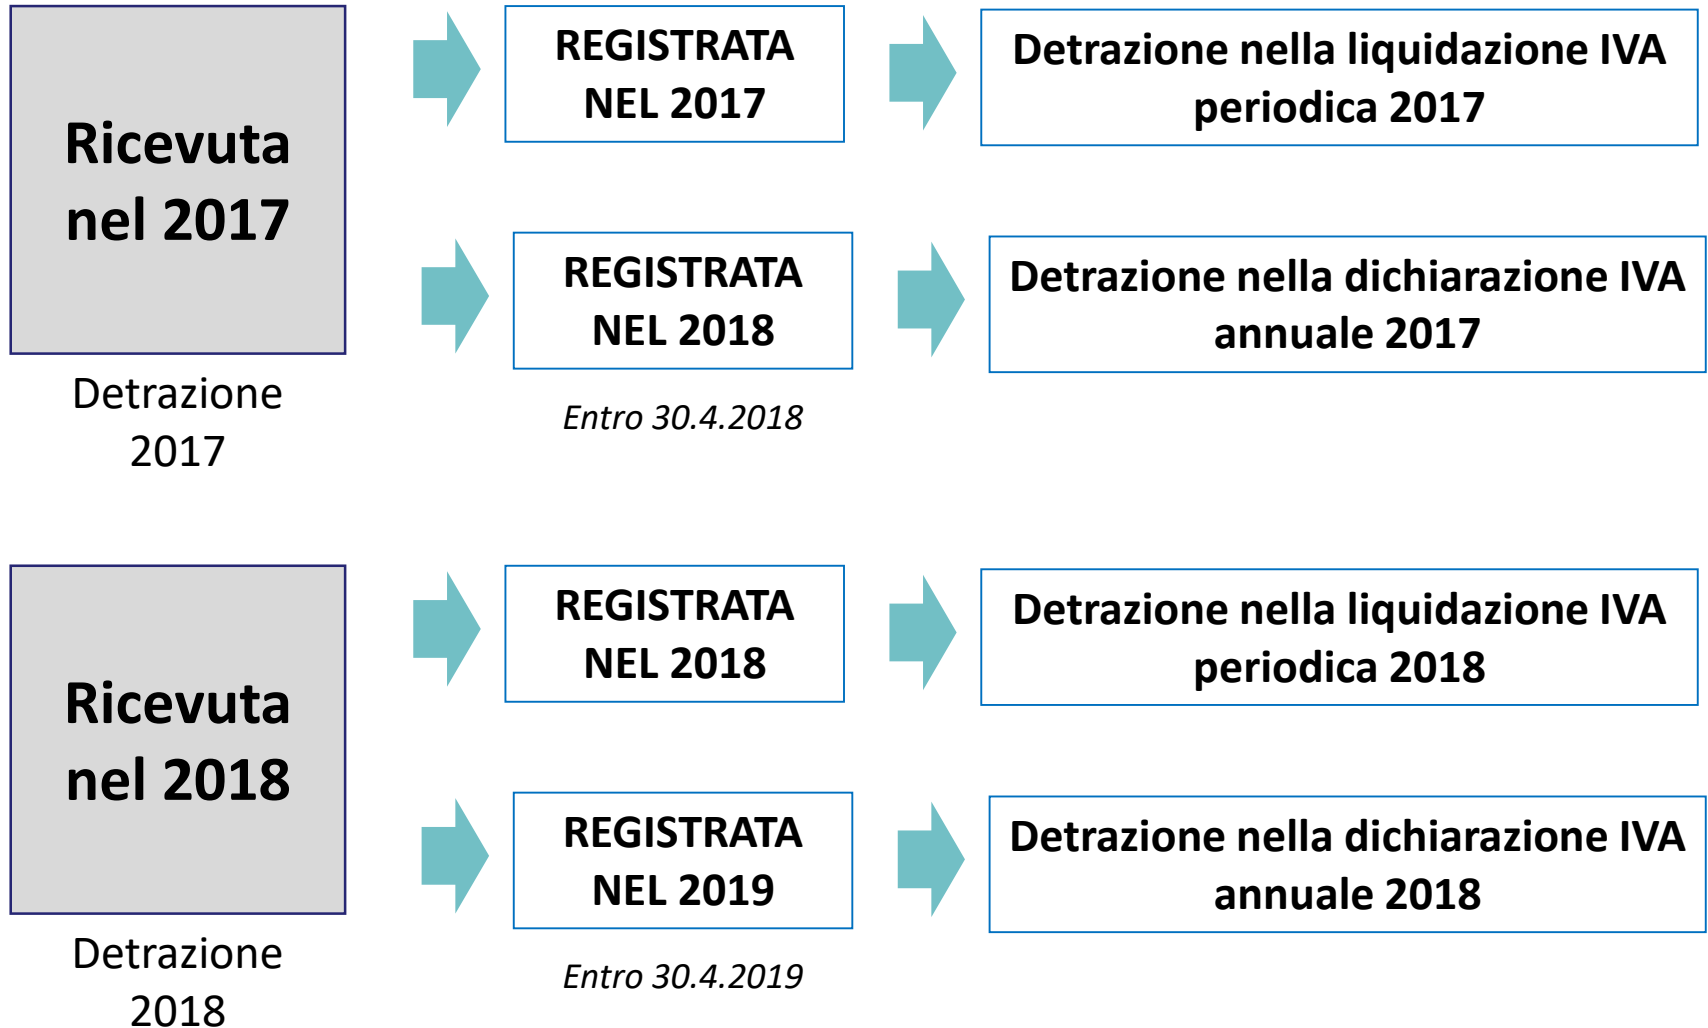 Ricevuta
nel 2017
Detrazione
2017
REGISTRATA
NEL 2017
Detrazione nella liquidazione IVA
periodica 2017
REGISTRATA
NEL 2018
Entro 30.4.2018
Detrazione nella dichiarazione IVA
annuale 2017
Ricevuta
nel 2018
Detrazione
2018
REGISTRATA
NEL 2018
Detrazione nella liquidazione IVA
periodica 2018
REGISTRATA
NEL 2019
Entro 30.4.2019
Detrazione nella dichiarazione IVA
annuale 2018